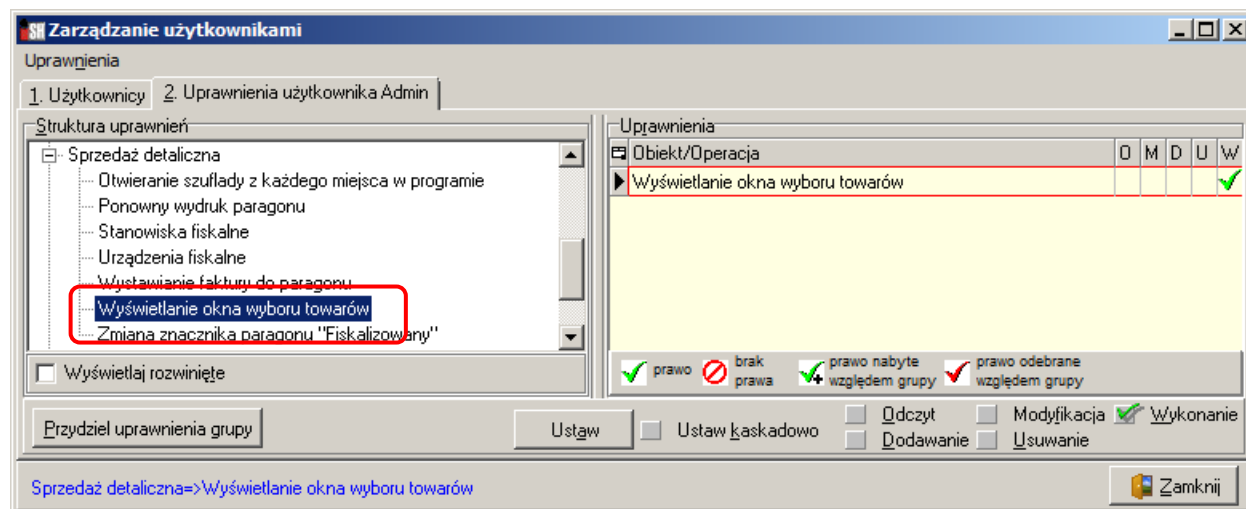 SH Zarządzanie użytkownikami
Uprawnienia
1. Użytkownicy 2. Uprawnienia użytkownika Admin
Struktura uprawnień
Sprzedaż detaliczna
Otwieranie szuflady z każdego miejsca w programie
Ponowny wydruk paragonu
Stanowiska fiskalne
Urządzenia fiskalne
Wystawianie faktury do paragonu
Wyświetlanie okna wyboru towarów
Zmiana znacznika paragonu "Fiskalizowany"
Wyświetlaj rozwinięte
Uprawnienia
Obiekt/Operacja O M D U W
Wyświetlanie okna wyboru towarów
prawo
brak prawa
prawo nabyte
względem grupy
prawo odebrane
względem grupy
Przydziel uprawnienia grupy
Ustaw
Ustaw kaskadowo
Odczyt Modyfikacja Wykonanie
Dodawanie Usuwanie
Sprzedaż detaliczna=>Wyświetlanie okna wyboru towarów
Zamknij